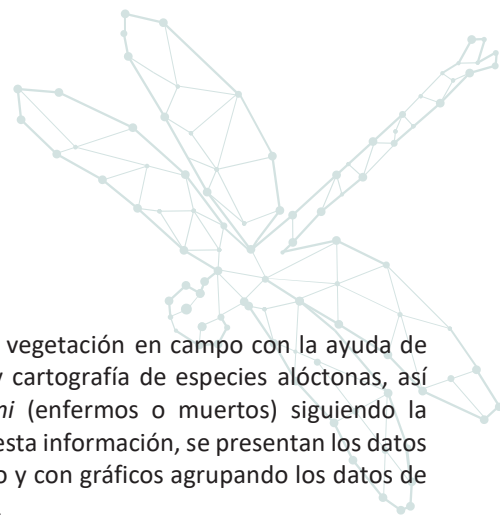 vegetación en campo con la ayuda de
y cartografía de especies alóctonas, así
ni (enfermos o muertos) siguiendo la
esta información, se presentan los datos
o y con gráficos agrupando los datos de